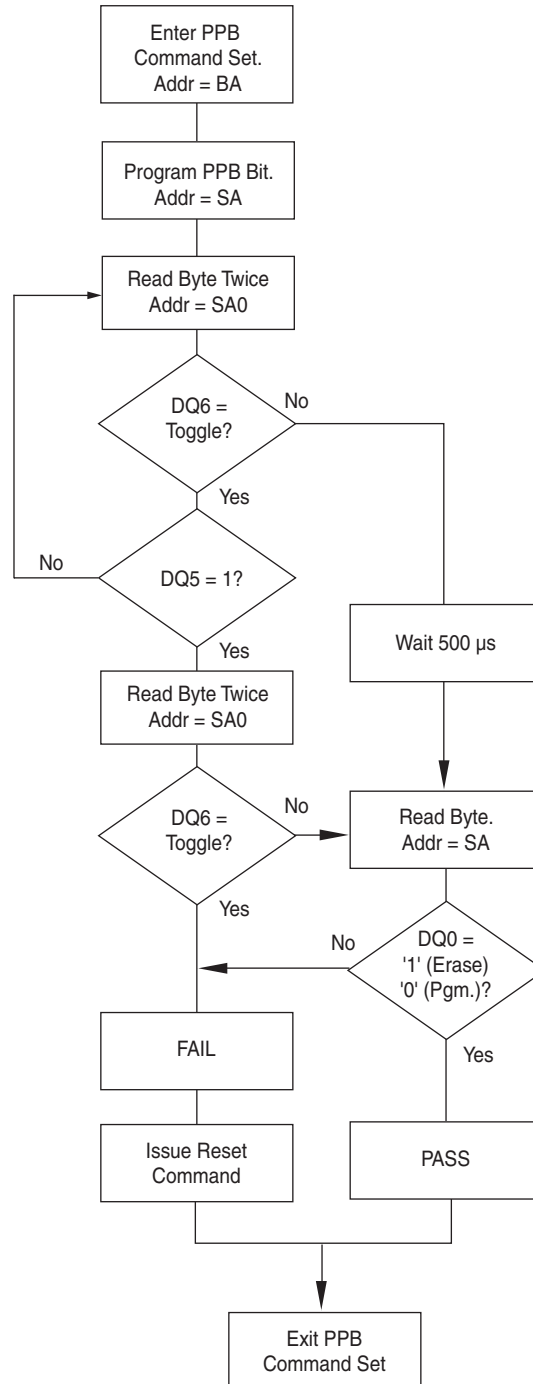 Enter PPB
Command Set.
Addr = BA
Program PPB Bit.
Addr = SA
Read Byte Twice
Addr = SA0
DQ6 =
Toggle?
No
Yes
DQ5 = 1?
No
Yes
Wait 500 µs
Read Byte Twice
Addr = SA0
DQ6 =
Toggle?
No
Yes
Read Byte.
Addr = SA
DQ0 =
'1' (Erase)
'0' (Pgm.)?
No
Yes
FAIL
Issue Reset
Command
PASS
Exit PPB
Command Set